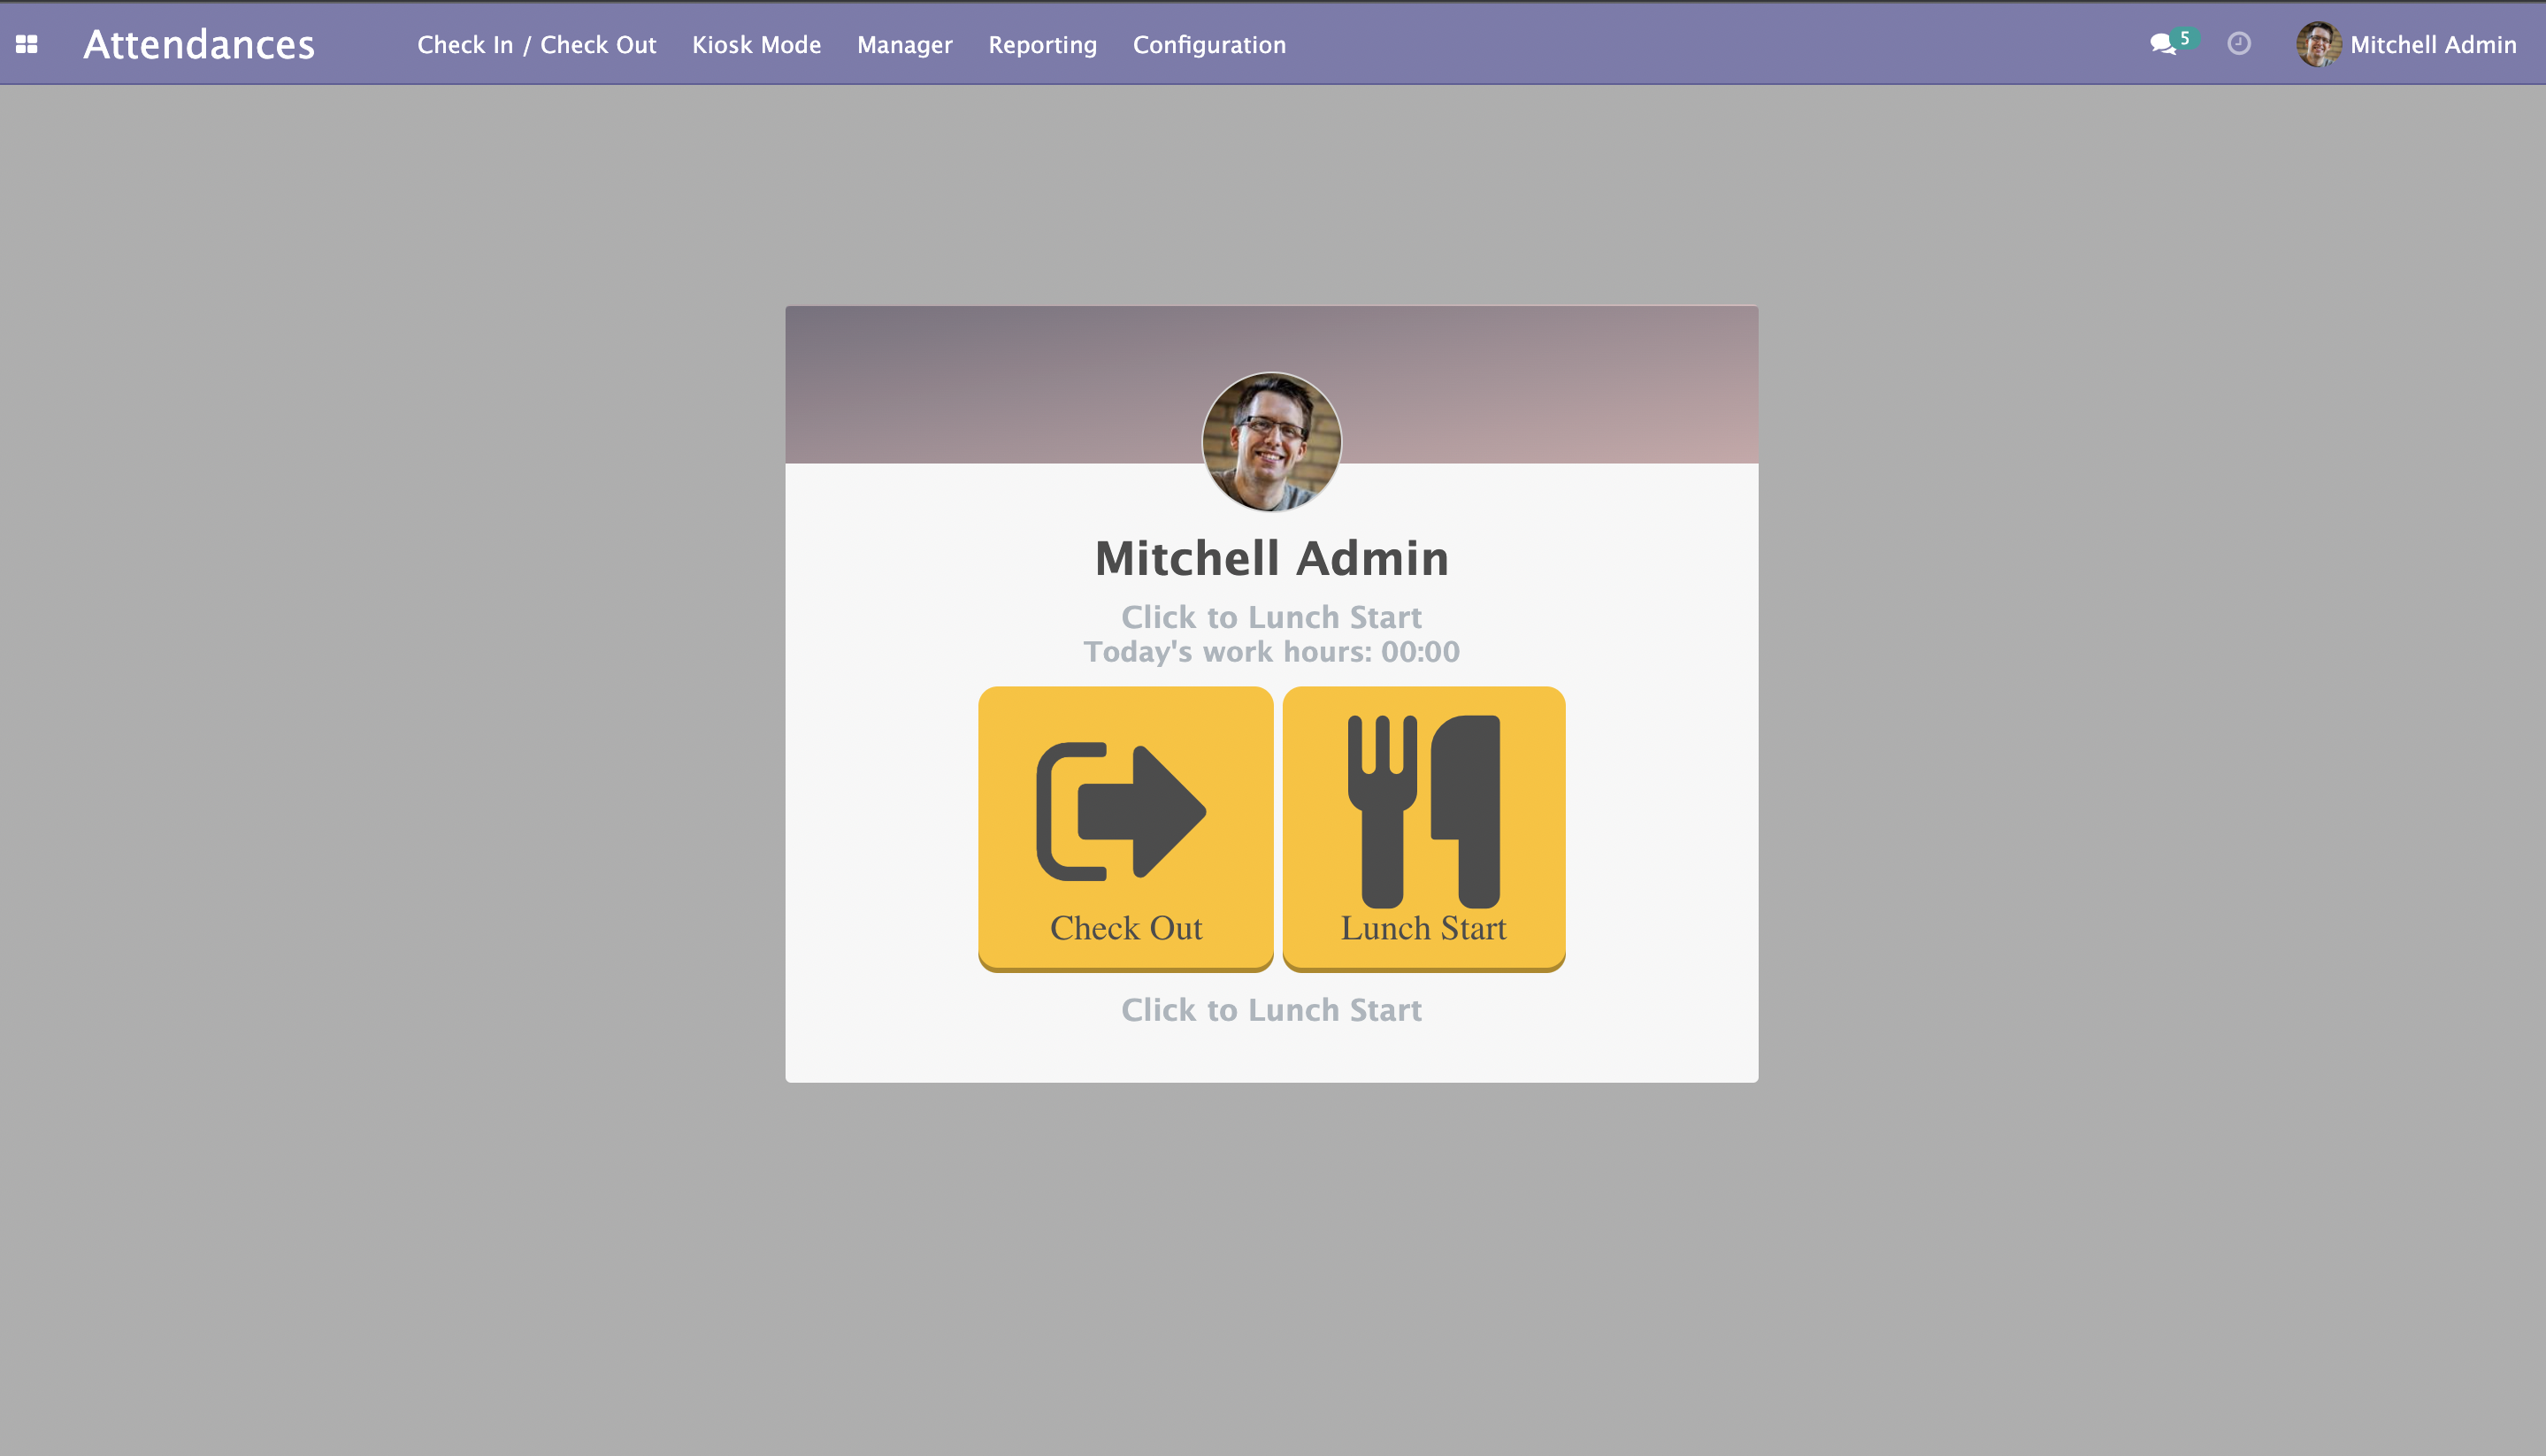 Attendances Check In / Check Out Kiosk Mode Manager Reporting Configuration 5 Mitchell Admin
Mitchell Admin
Click to Lunch Start
Today's work hours: 00:00
Check Out Lunch Start
Click to Lunch Start